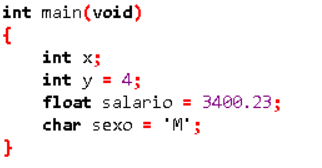 int main(void)
{
int x;
int y = 4;
float salario = 3400.23;
char sexo = 'M';
}